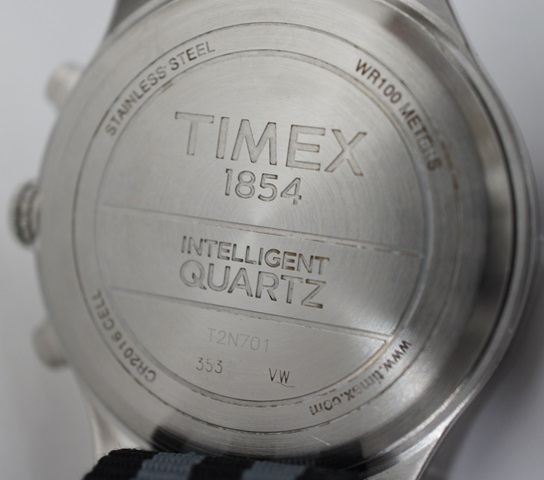 STAINLESS STEEL
WR100 METERS
TIMEX
1854
INTELLIGENT
QUARTZ
T2N701
353 VW
CR2016 CELL
www.timex.com